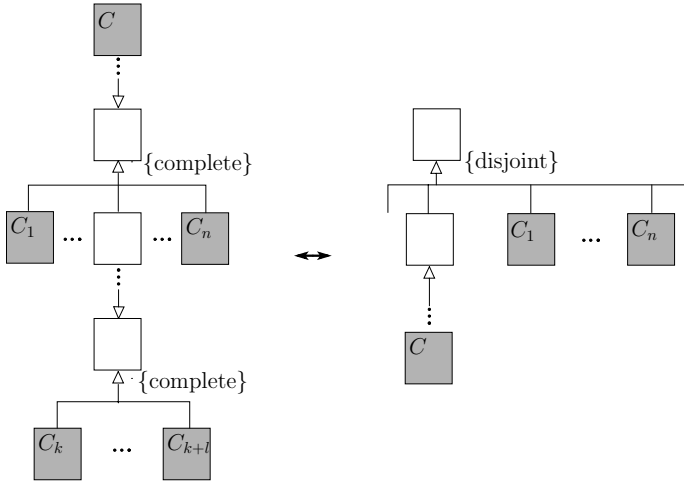 C
{complete}
C₁ ... ... Cₙ
{complete}
Cₖ ... Cₖ₊ₗ
{disjoint}
C₁ ... Cₙ
C